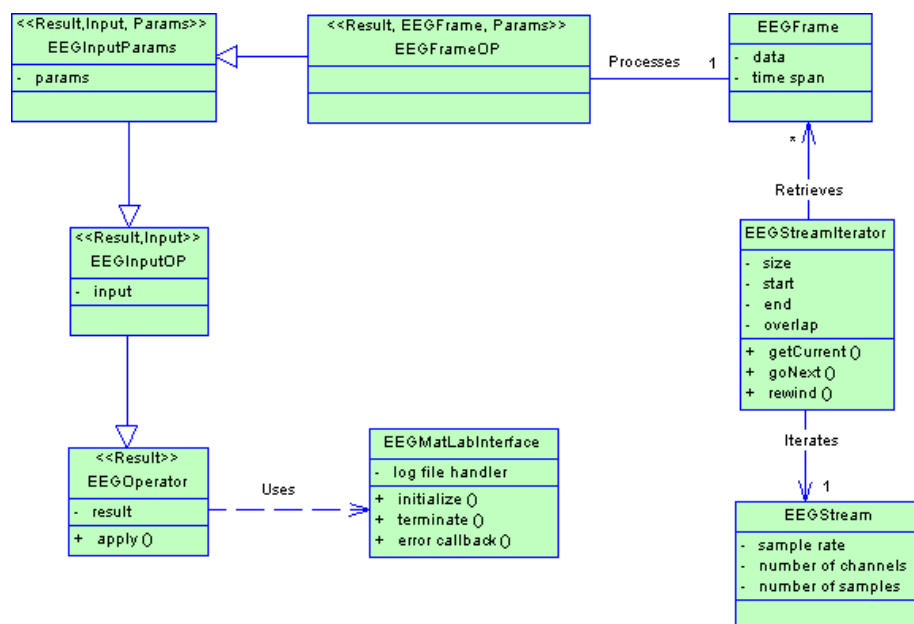 <<Result,Input, Params>>
EEGInputParams
- params
<<Result, EEGFrame, Params>>
EEGFrameOP
Processes 1
EEGFrame
- data
- time span
*
Retrieves
<<Result,Input>>
EEGInputOP
- input
EEGStreamIterator
- size
- start
- end
- overlap
+ getCurrent ()
+ goNext ()
+ rewind ()
Iterates
1
<<Result>>
EEGOperator
- result
+ apply ()
Uses
EEGMatLabInterface
- log file handler
+ initialize ()
+ terminate ()
+ error callback ()
EEGStream
- sample rate
- number of channels
- number of samples